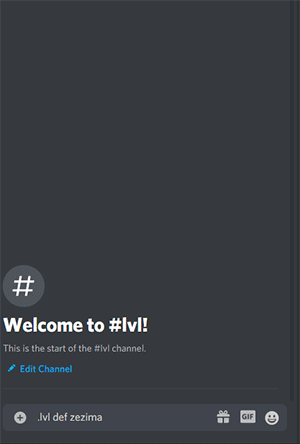 #
Welcome to #lvl!
This is the start of the #lvl channel.
Edit Channel
.lvl def zezima
GIF